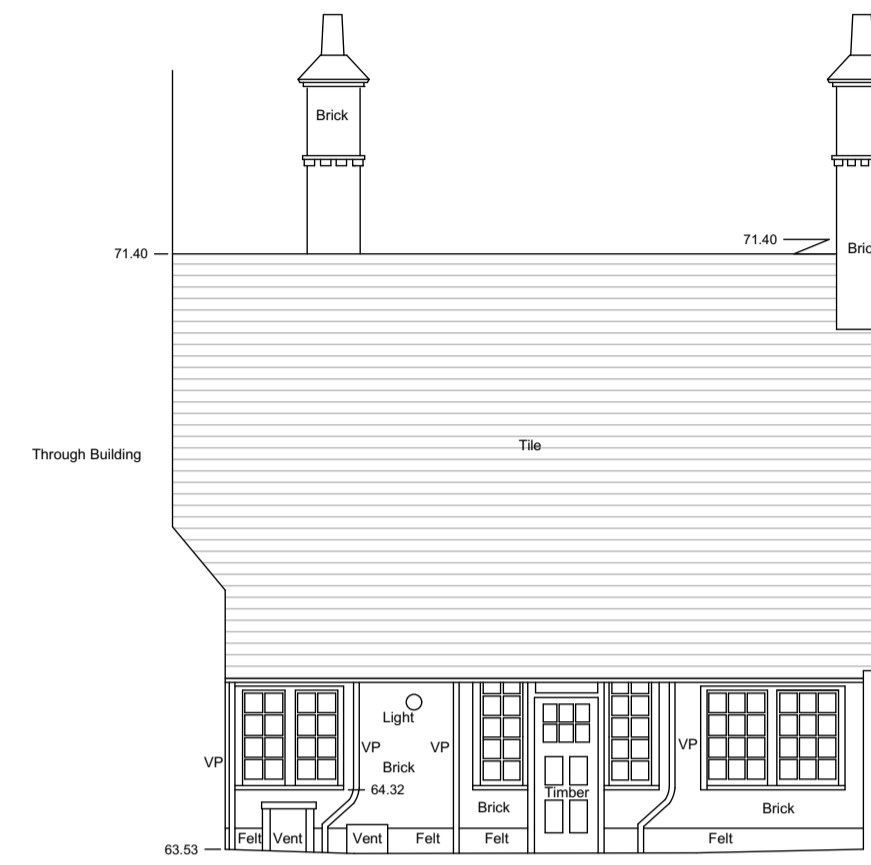 Brick
71.40
71.40
Bric
Tile
Through Building
Light
VP
VP
VP
VP
Brick
64.32
Timber
Brick
Brick
Felt
Vent
Vent
Felt
Felt
Felt
63.53